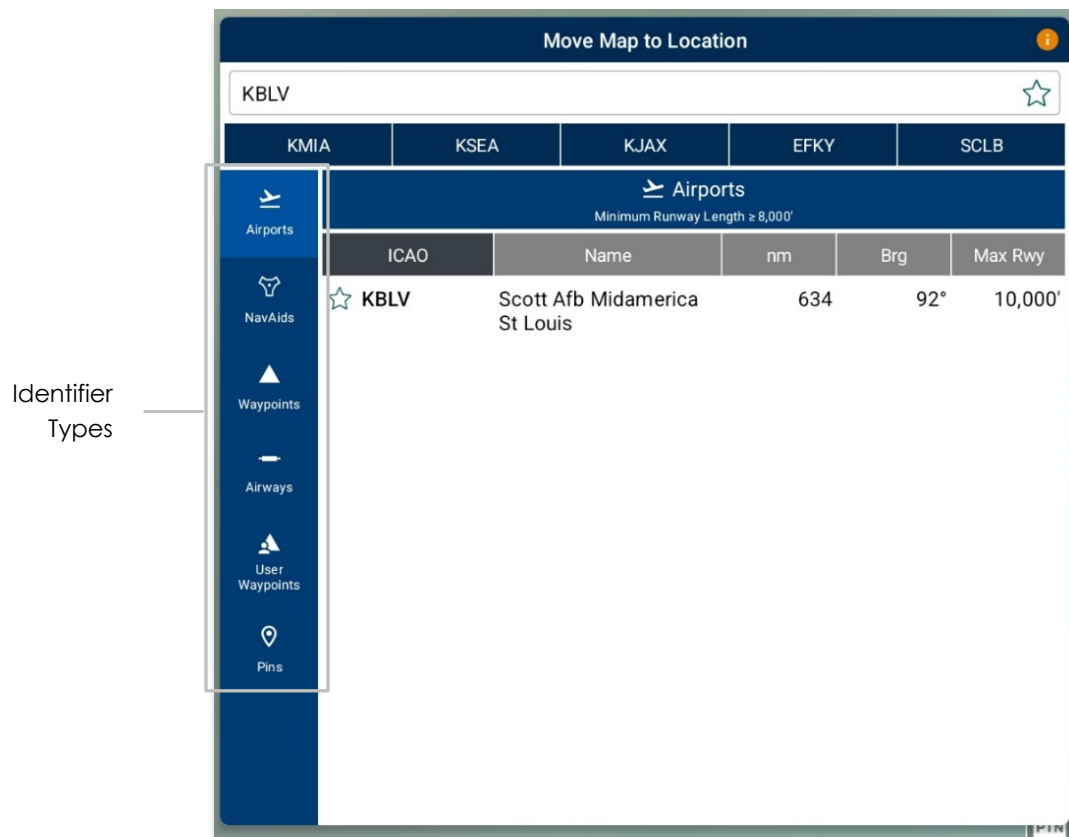 Move Map to Location
KBLV
KMIA KSEA KJAX EFKY SCLB
Airports
Minimum Runway Length ≥ 8,000'
Airports
NavAids
Waypoints
Airways
User
Waypoints
Pins
ICAO Name nm Brg Max Rwy
KBLV Scott Afb Midamerica 634 92° 10,000'
St Louis
Identifier
Types
PIN